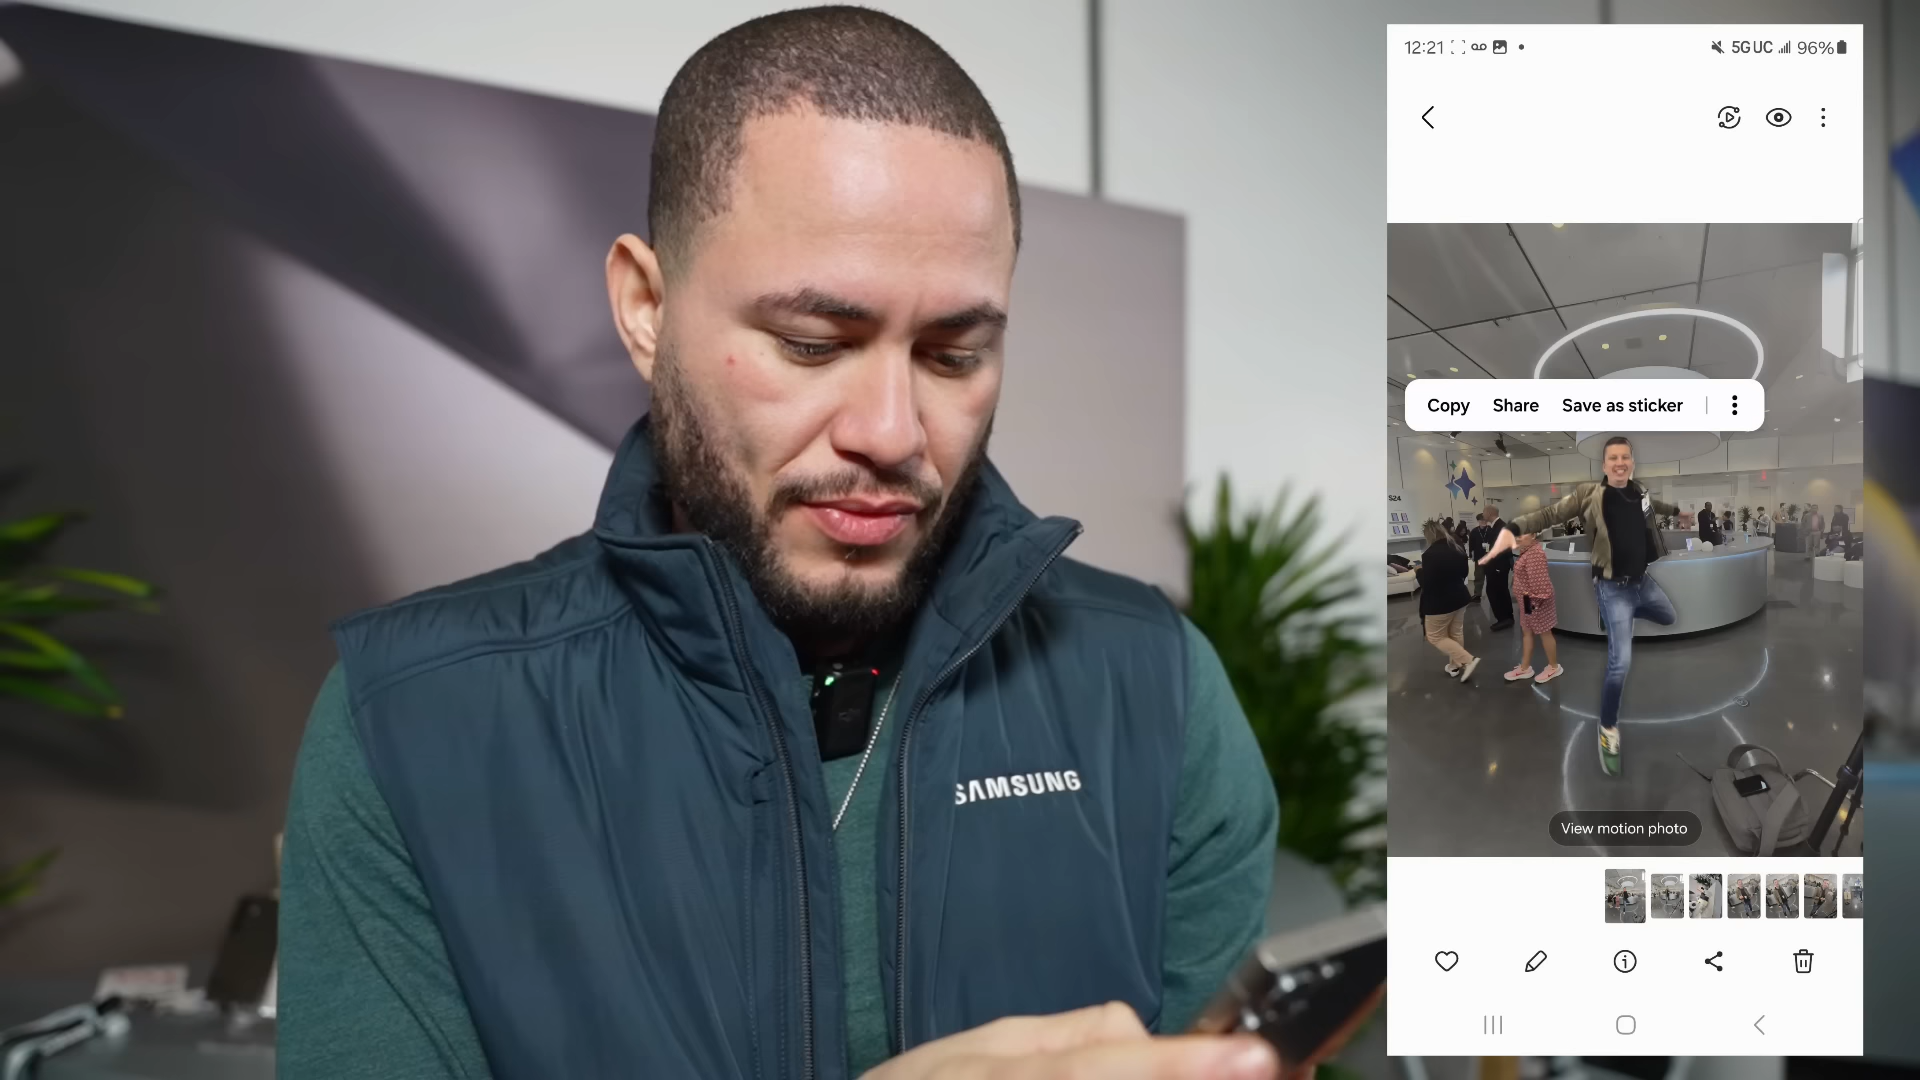 12:21
5G UC
96%
Copy
Share
Save as sticker
S24
SAMSUNG
View motion photo